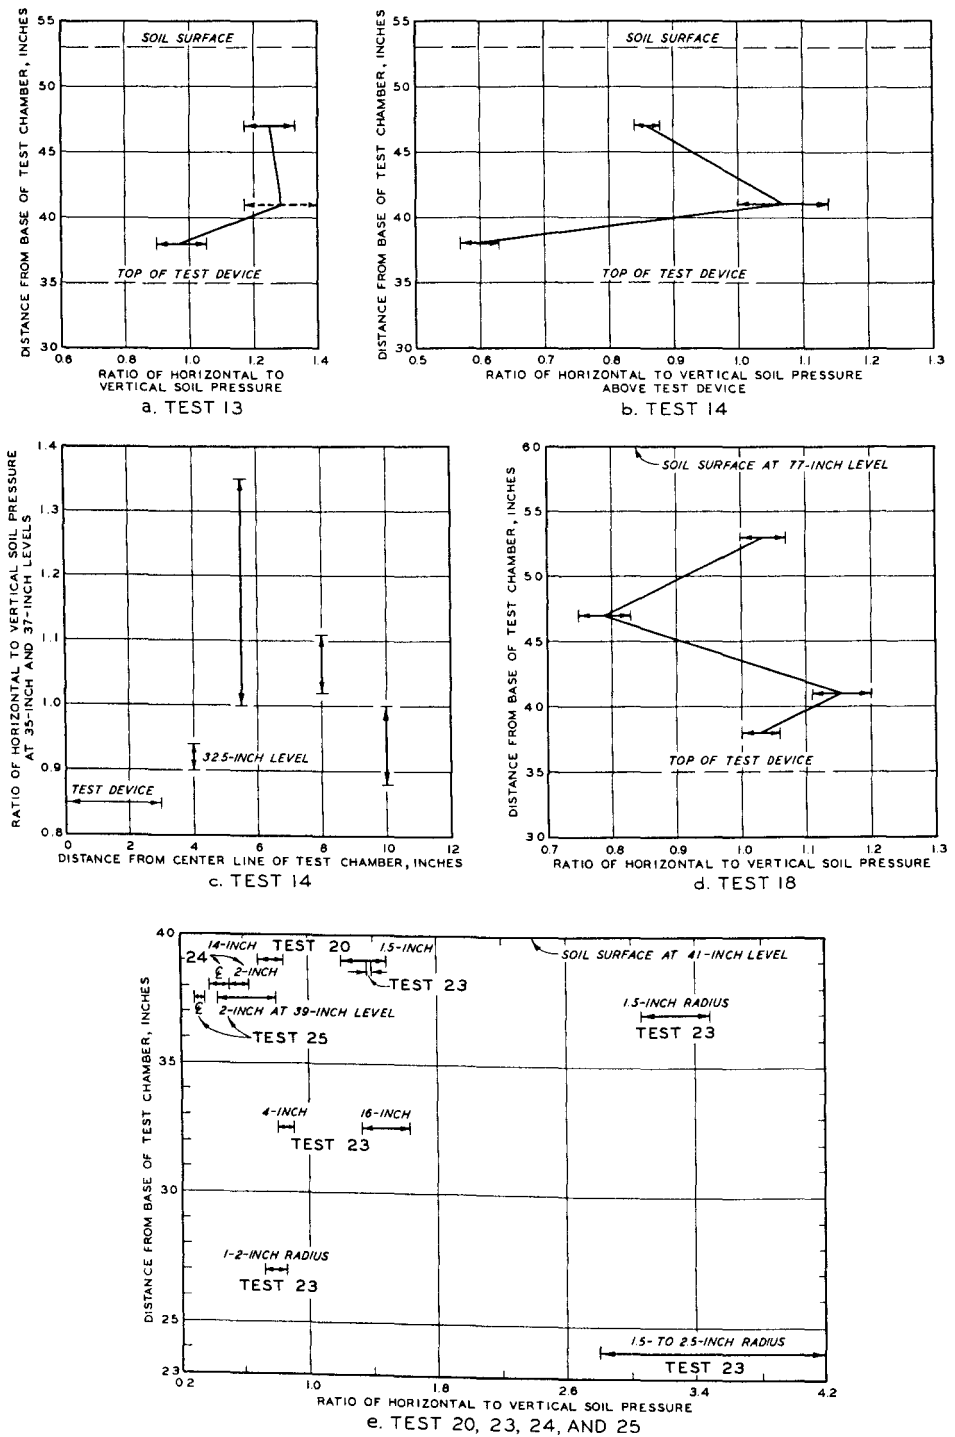 DISTANCE FROM BASE OF TEST CHAMBER, INCHES
55
50
45
40
35
30
SOIL SURFACE
TOP OF TEST DEVICE
0.6 0.8 1.0 1.2 1.4
RATIO OF HORIZONTAL TO
VERTICAL SOIL PRESSURE
a. TEST 13
DISTANCE FROM BASE OF TEST CHAMBER, INCHES
55
50
45
40
35
30
SOIL SURFACE
TOP OF TEST DEVICE
0.5 0.6 0.7 0.8 0.9 1.0 1.1 1.2 1.3
RATIO OF HORIZONTAL TO VERTICAL SOIL PRESSURE
ABOVE TEST DEVICE
b. TEST 14
RATIO OF HORIZONTAL TO VERTICAL SOIL PRESSURE
AT 35-INCH AND 37-INCH LEVELS
1.4
1.3
1.2
1.1
1.0
0.9
0.8
32.5-INCH LEVEL
TEST DEVICE
0 2 4 6 8 10 12
DISTANCE FROM CENTER LINE OF TEST CHAMBER, INCHES
c. TEST 14
DISTANCE FROM BASE OF TEST CHAMBER, INCHES
60
55
50
45
40
35
30
SOIL SURFACE AT 77-INCH LEVEL
TOP OF TEST DEVICE
0.7 0.8 0.9 1.0 1.1 1.2 1.3
RATIO OF HORIZONTAL TO VERTICAL SOIL PRESSURE
d. TEST 18
DISTANCE FROM BASE OF TEST CHAMBER, INCHES
40
35
30
25
23
14-INCH TEST 20 1.5-INCH
SOIL SURFACE AT 41-INCH LEVEL
24 ℄ 2-INCH
TEST 23
℄ 2-INCH AT 39-INCH LEVEL
TEST 25
1.5-INCH RADIUS
TEST 23
4-INCH 16-INCH
TEST 23
1-2-INCH RADIUS
TEST 23
1.5- TO 2.5-INCH RADIUS
TEST 23
0.2 1.0 1.8 2.6 3.4 4.2
RATIO OF HORIZONTAL TO VERTICAL SOIL PRESSURE
e. TEST 20, 23, 24, AND 25